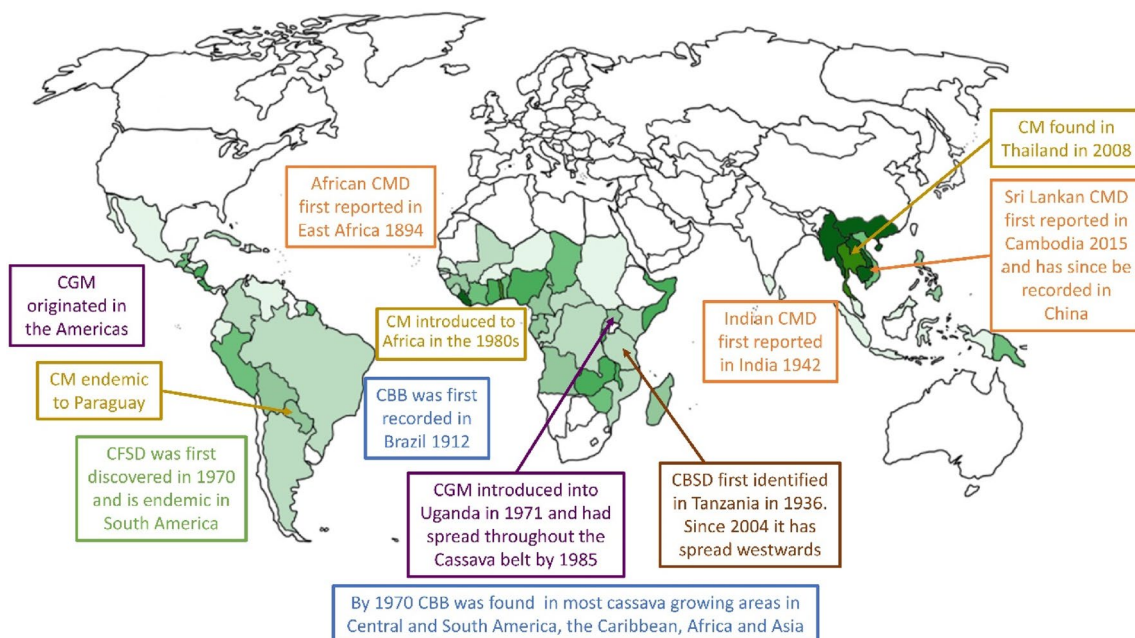 CM found in
Thailand in 2008
African CMD
first reported in
East Africa 1894
Sri Lankan CMD
first reported in
Cambodia 2015
and has since be
recorded in
China
CGM
originated in
the Americas
CM introduced to
Africa in the 1980s
Indian CMD
first reported
in India 1942
CM endemic
to Paraguay
CBB was first
recorded in
Brazil 1912
CFSD was first
discovered in 1970
and is endemic in
South America
CGM introduced into
Uganda in 1971 and had
spread throughout the
Cassava belt by 1985
CBSD first identified
in Tanzania in 1936.
Since 2004 it has
spread westwards
By 1970 CBB was found in most cassava growing areas in
Central and South America, the Caribbean, Africa and Asia